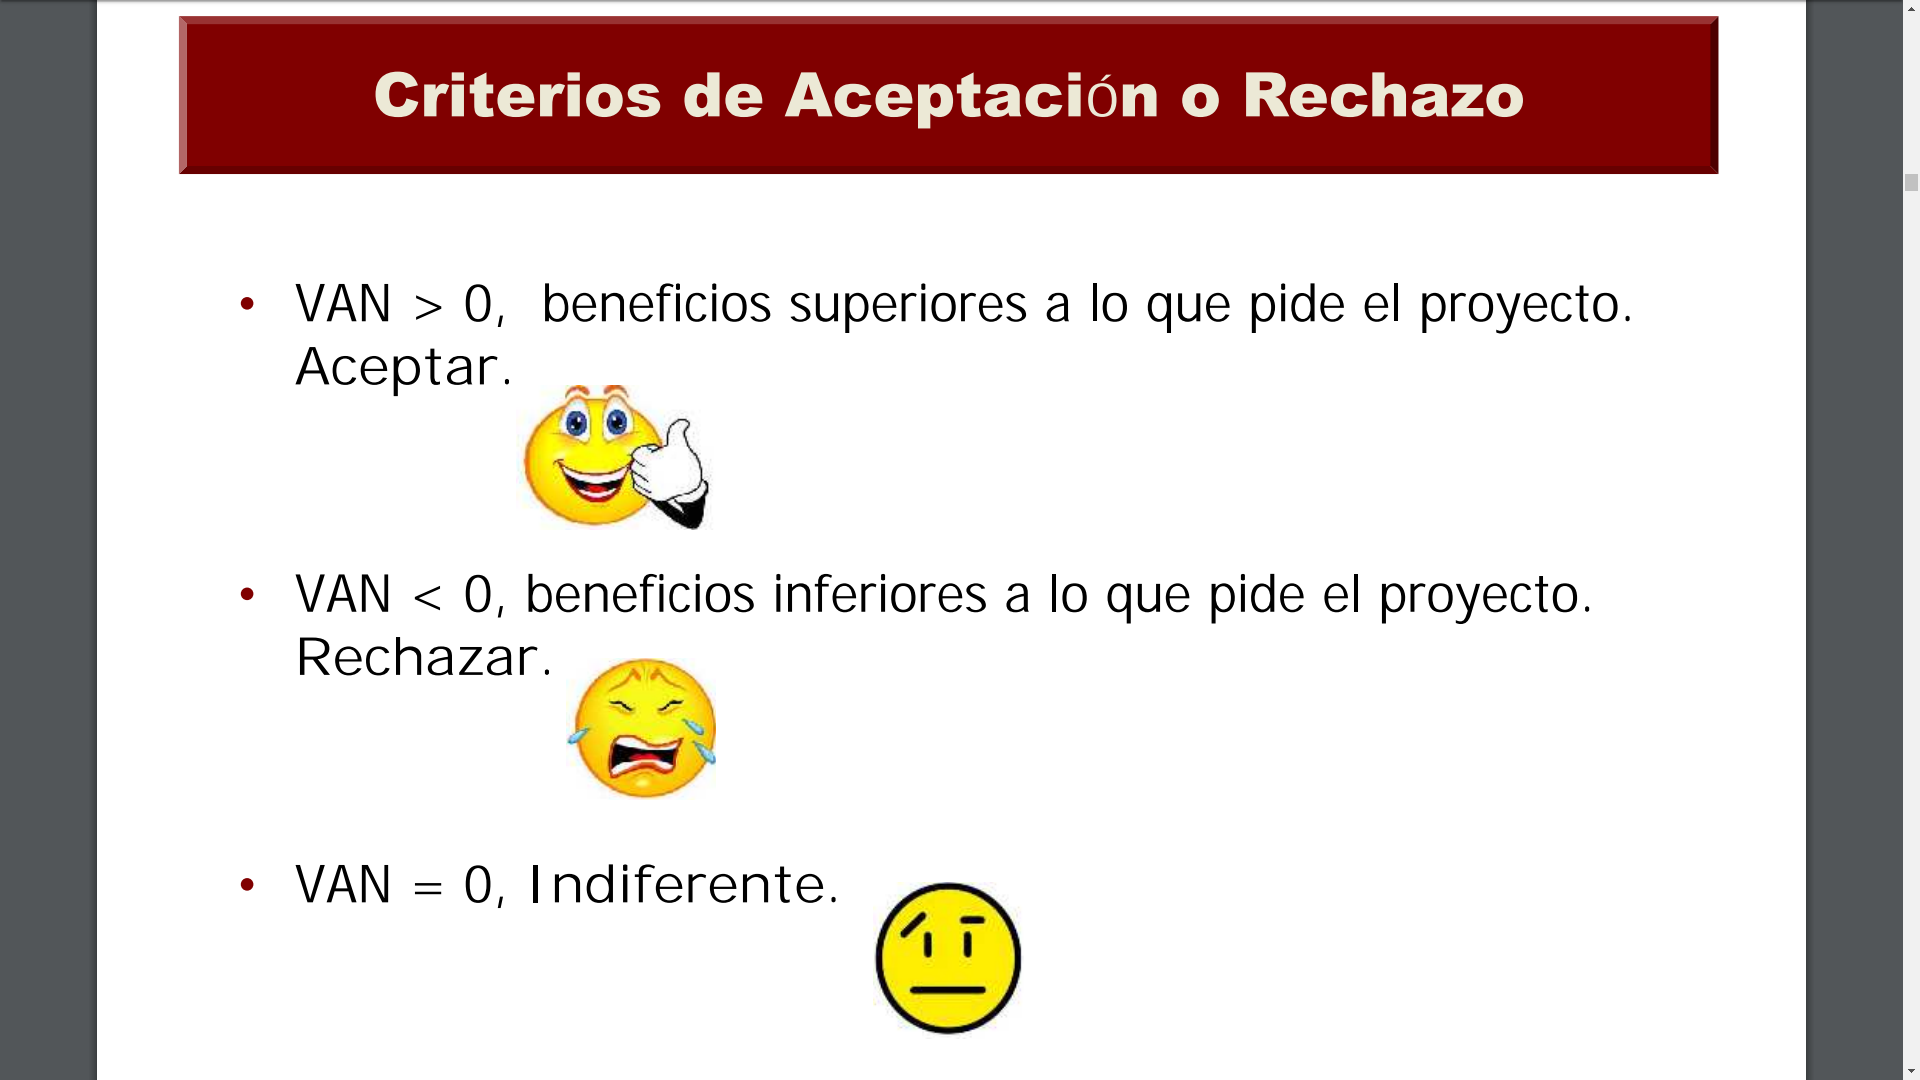 Criterios de Aceptación o Rechazo
• VAN > 0, beneficios superiores a lo que pide el proyecto.
Aceptar.
• VAN < 0, beneficios inferiores a lo que pide el proyecto.
Rechazar.
• VAN = 0, Indiferente.